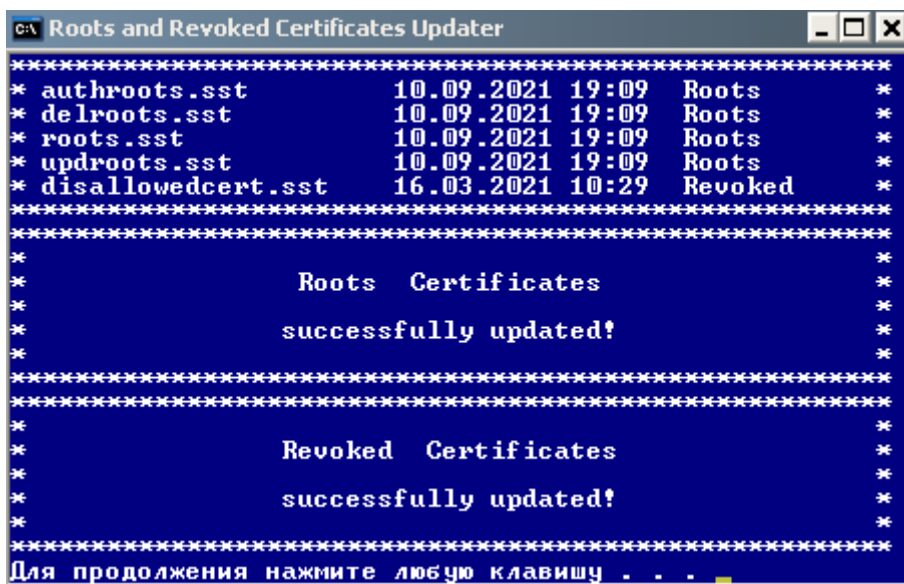 Roots and Revoked Certificates Updater
*******************************************************
* authroots.sst 10.09.2021 19:09 Roots *
* delroots.sst 10.09.2021 19:09 Roots *
* roots.sst 10.09.2021 19:09 Roots *
* updroots.sst 10.09.2021 19:09 Roots *
* disallowedcert.sst 16.03.2021 10:29 Revoked *
*******************************************************
*******************************************************
* *
* Roots Certificates *
* *
* successfully updated! *
* *
*******************************************************
*******************************************************
* *
* Revoked Certificates *
* *
* successfully updated! *
* *
*******************************************************
Для продолжения нажмите любую клавишу . . . _